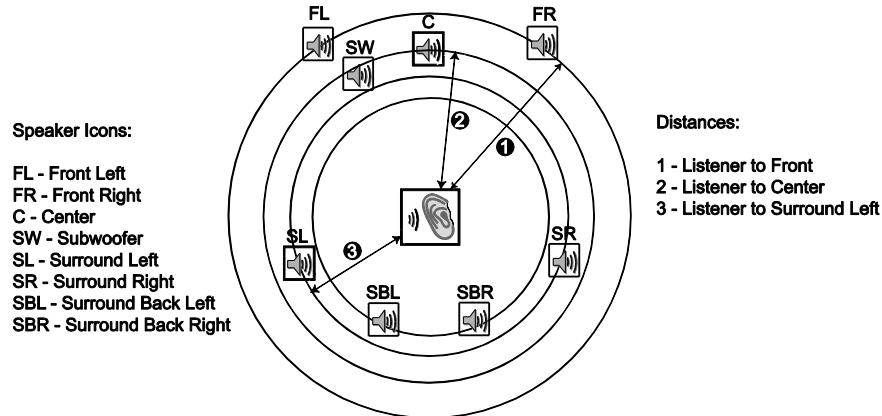 FL
FR
C
SW
2
1
Speaker Icons:
FL - Front Left
FR - Front Right
C - Center
SW - Subwoofer
SL - Surround Left
SR - Surround Right
SBL - Surround Back Left
SBR - Surround Back Right
SL
3
SR
SBL
SBR
Distances:
1 - Listener to Front
2 - Listener to Center
3 - Listener to Surround Left